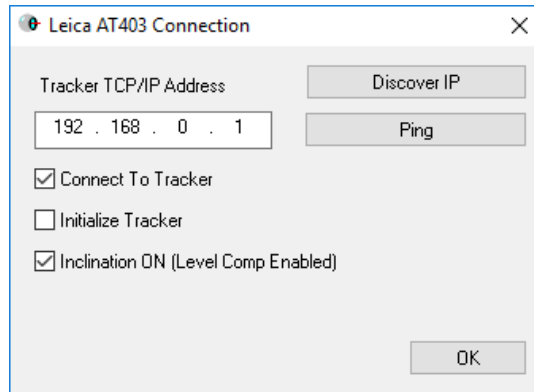 Leica AT403 Connection
Tracker TCP/IP Address
Discover IP
192 . 168 . 0 . 1
Ping
Connect To Tracker
Initialize Tracker
Inclination ON (Level Comp Enabled)
OK